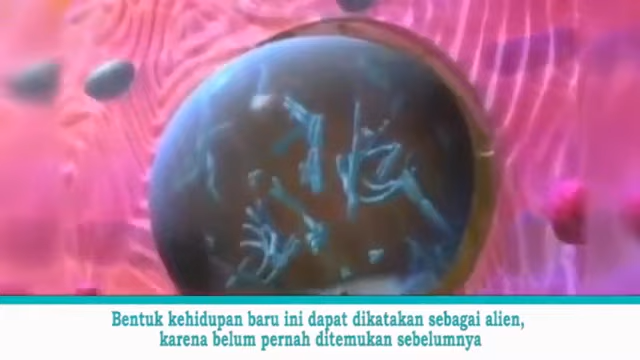 Bentuk kehidupan baru ini dapat dikatakan sebagai alien,
karena belum pernah ditemukan sebelumnya